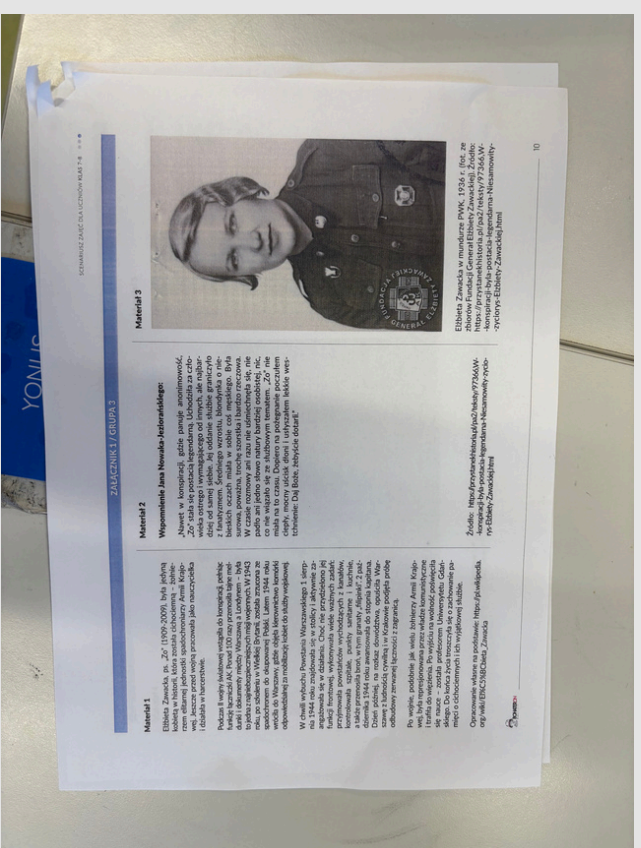 YONUS
SCENARIUSZ ZAJĘĆ DLA UCZNIÓW KLAS 7-8
ZAŁĄCZNIK 1 / GRUPA 3
Materiał 1
Elżbieta Zawacka, ps. „Zo” (1909-2009), była jedyną
kobietą w historii, która została cichociemną – żołnie-
rzem elitarnej jednostki spadochroniarzy Armii Krajo-
wej. Jeszcze przed wojną pracowała jako nauczycielka
i działała w harcerstwie.
Podczas II wojny światowej wstąpiła do konspiracji, pełniąc
funkcję łączniczki AK. Ponad 100 razy przenosiła tajne mel-
dunki i dokumenty między Warszawą a Londynem – była
to jedna z najniebezpieczniejszych misji wojennych. W 1943
roku, po szkoleniu w Wielkiej Brytanii, została zrzucona ze
spadochronem do okupowanej Polski. Latem 1944 roku
wróciła do Warszawy, gdzie objęła kierownictwo komórki
odpowiedzialnej za mobilizację kobiet do służby wojskowej.
W chwili wybuchu Powstania Warszawskiego 1 sierp-
nia 1944 roku znajdowała się w stolicy i aktywnie za-
angażowała się w działania. Choć nie przydzielono jej
funkcji frontowej, wykonywała wiele ważnych zadań:
przyjmowała powstańców wychodzących z kanałów,
kontrolowała szpitale, punkty sanitarne i kuchnie,
a także przenosiła broń, w tym granaty „filipinki”. 2 paź-
dziernika 1944 roku awansowała do stopnia kapitana.
Dzień później, na rozkaz dowództwa, opuściła War-
szawę z ludnością cywilną i w Krakowie podjęła próbę
odbudowy zerwanej łączności z zagranicą.
Po wojnie, podobnie jak wielu żołnierzy Armii Krajo-
wej, była represjonowana przez władze komunistyczne
i trafiła do więzienia. Po wyjściu na wolność poświęciła
się nauce – została profesorem Uniwersytetu Gdań-
skiego. Do końca życia troszczyła się o zachowanie pa-
mięci o cichociemnych i ich wyjątkowej służbie.
Opracowanie własne na podstawie: https://pl.wikipedia.
org/wiki/El%C5%BCbieta_Zawacka
Materiał 2
Wspomnienie Jana Nowaka-Jeziorańskiego:
„Nawet w konspiracji, gdzie panuje anonimowość,
„Zo” stała się postacią legendarną. Uchodziła za czło-
wieka ostrego i wymagającego od innych, ale najbar-
dziej od samej siebie. Jej oddanie służbie graniczyło
z fanatyzmem. Średniego wzrostu, blondynka o nie-
bieskich oczach miała w sobie coś męskiego. Była
surowa, poważna, trochę szorstka i bardzo rzeczowa.
W czasie rozmowy ani razu nie uśmiechnęła się, nie
padło ani jedno słowo natury bardziej osobistej, nic,
co nie wiązało się ze służbowym tematem. „Zo” nie
miała na to czasu. Dopiero na pożegnanie poczułem
ciepły, mocny uścisk dłoni i usłyszałem lekkie wes-
tchnienie: Daj Boże, żebyście dotarli.”
Źródło: https://przystanekhistoria.pl/pa2/teksty/97366,W-
-konspiracji-byla-postacia-legendarna-Niesamowity-zycio-
rys-Elzbiety-Zawackiej.html
Materiał 3
FUNDACJA GENERAŁ ELŻBIETY ZAWACKIEJ
Elżbieta Zawacka w mundurze PWK, 1936 r. (fot. ze
zbiorów Fundacji Generał Elżbiety Zawackiej). Źródło:
https://przystanekhistoria.pl/pa2/teksty/97366,W-
-konspiracji-byla-postacia-legendarna-Niesamowity-
-zyciorys-Elzbiety-Zawackiej.html
10